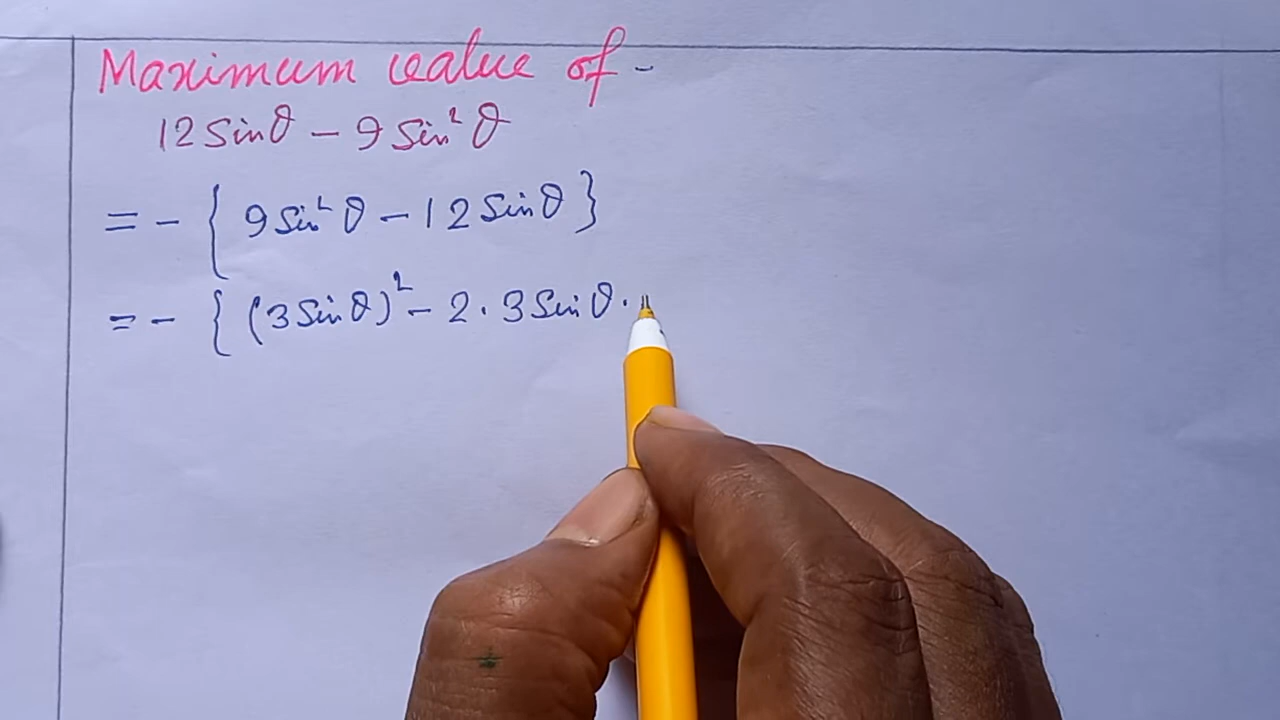 Maximum value of -
12 Sinθ - 9 Sin²θ
= - { 9 Sin²θ - 12 Sinθ }
= - { (3 Sinθ)² - 2 . 3 Sinθ .